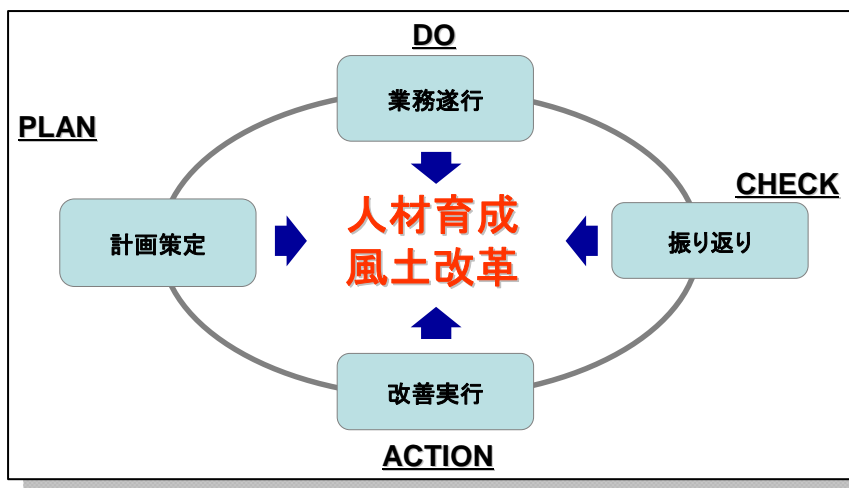 DO
業務遂行
PLAN
計画策定
人材育成
風土改革
CHECK
振り返り
改善実行
ACTION